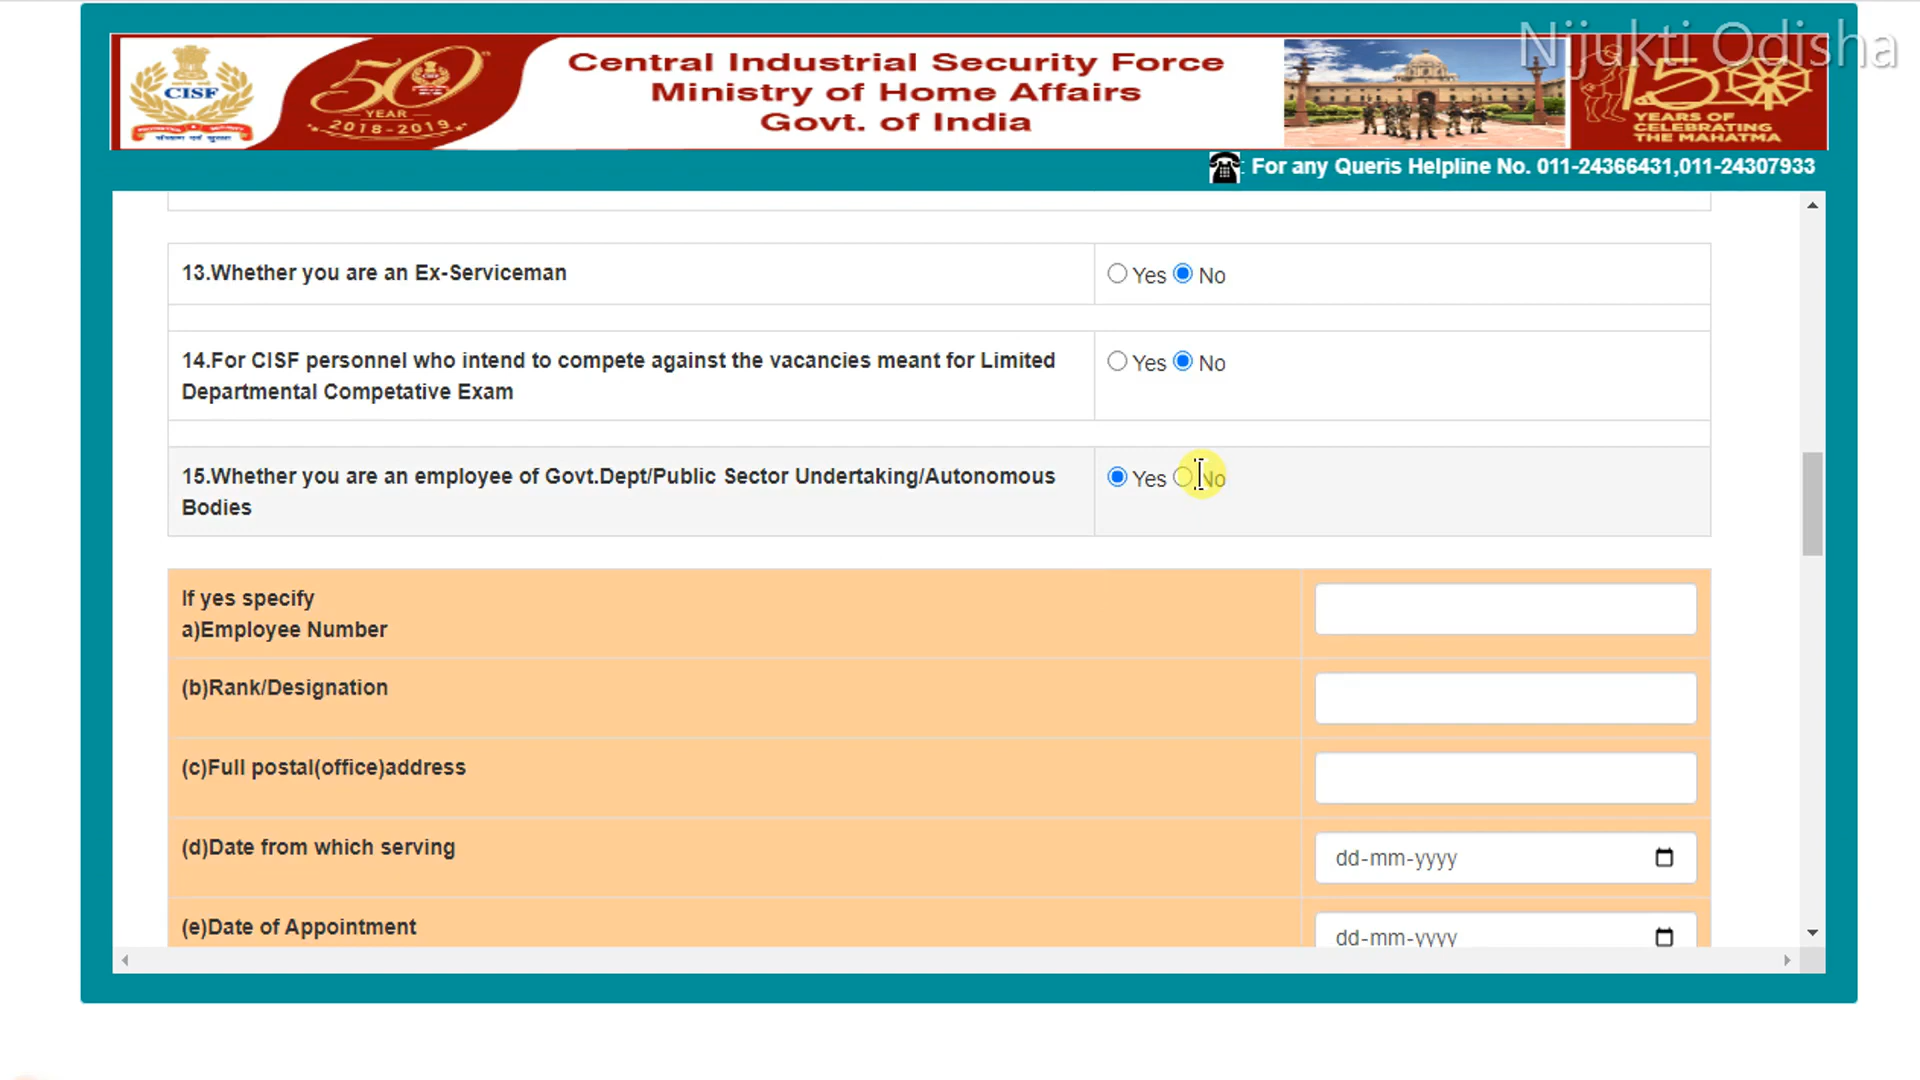 Nijukti Odisha
CISF
50
YEAR
2018-2019
Central Industrial Security Force
Ministry of Home Affairs
Govt. of India
150
YEARS OF
CELEBRATING
THE MAHATMA
: For any Queris Helpline No. 011-24366431,011-24307933
13.Whether you are an Ex-Serviceman
Yes No
14.For CISF personnel who intend to compete against the vacancies meant for Limited
Departmental Competative Exam
Yes No
15.Whether you are an employee of Govt.Dept/Public Sector Undertaking/Autonomous
Bodies
Yes No
If yes specify
a)Employee Number
(b)Rank/Designation
(c)Full postal(office)address
(d)Date from which serving
dd-mm-yyyy
(e)Date of Appointment
dd-mm-yyyy